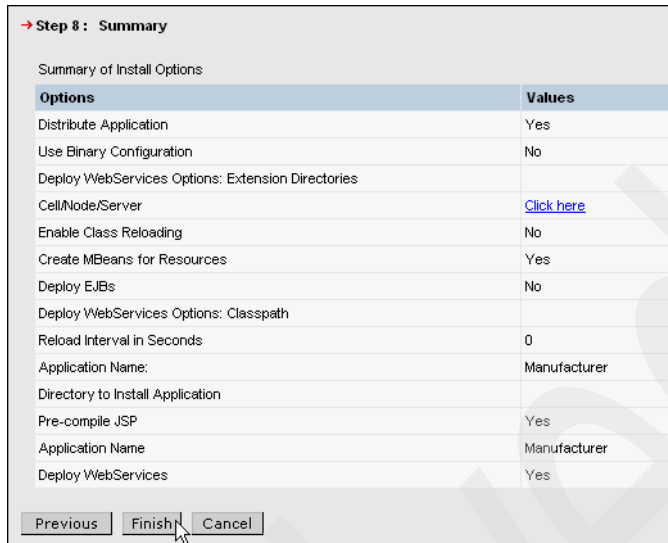 Step 8 : Summary
Summary of Install Options
Options Values
Distribute Application Yes
Use Binary Configuration No
Deploy WebServices Options: Extension Directories
Cell/Node/Server Click here
Enable Class Reloading No
Create MBeans for Resources Yes
Deploy EJBs No
Deploy WebServices Options: Classpath
Reload Interval in Seconds 0
Application Name: Manufacturer
Directory to Install Application
Pre-compile JSP Yes
Application Name Manufacturer
Deploy WebServices Yes
Previous Finish Cancel